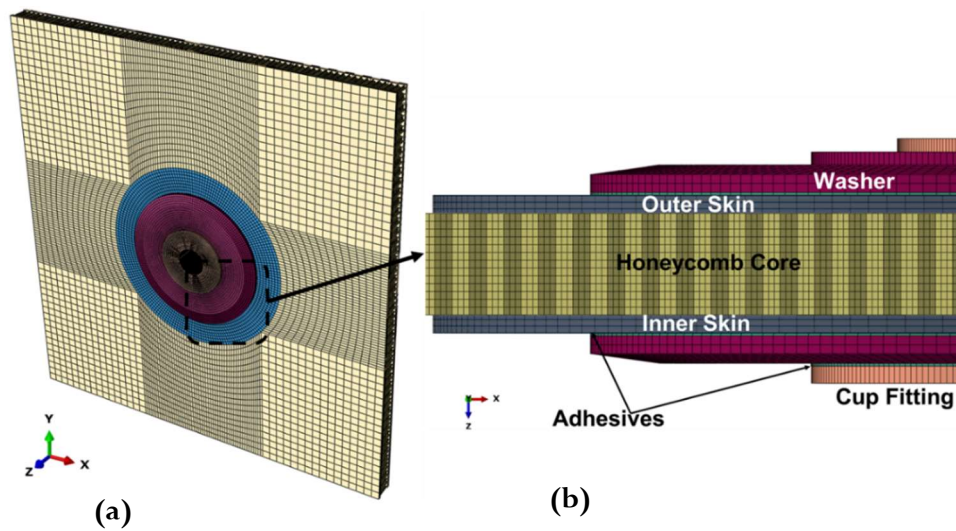 Y
Z
X
(a)
Washer
Outer Skin
Honeycomb Core
Inner Skin
X
Z
Adhesives
Cup Fitting
(b)